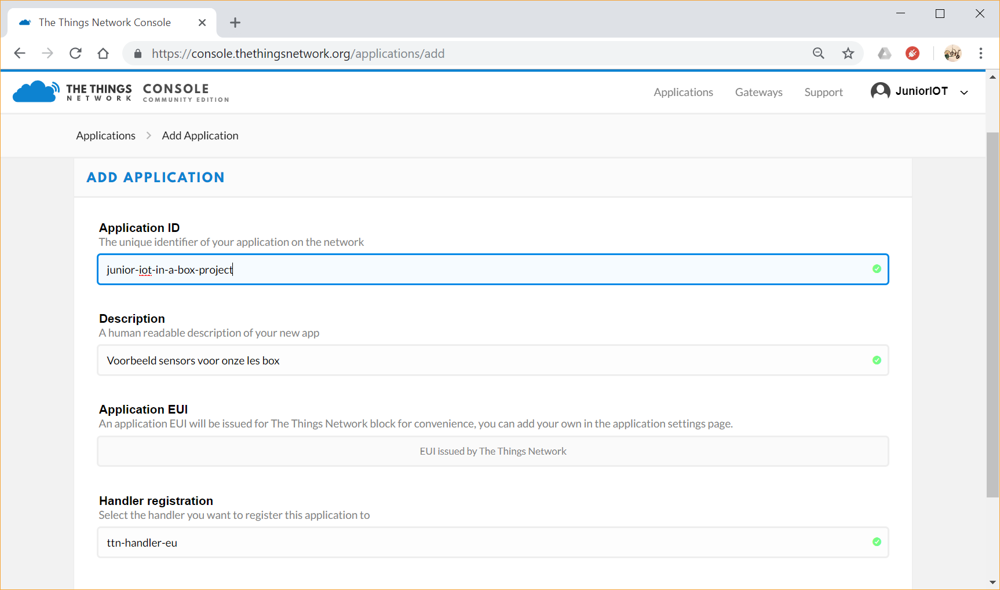 The Things Network Console
https://console.thethingsnetwork.org/applications/add
THE THINGS NETWORK CONSOLE COMMUNITY EDITION
Applications Gateways Support JuniorIOT
Applications > Add Application
ADD APPLICATION
Application ID
The unique identifier of your application on the network
junior-iot-in-a-box-project
Description
A human readable description of your new app
Voorbeeld sensors voor onze les box
Application EUI
An application EUI will be issued for The Things Network block for convenience, you can add your own in the application settings page.
EUI issued by The Things Network
Handler registration
Select the handler you want to register this application to
ttn-handler-eu